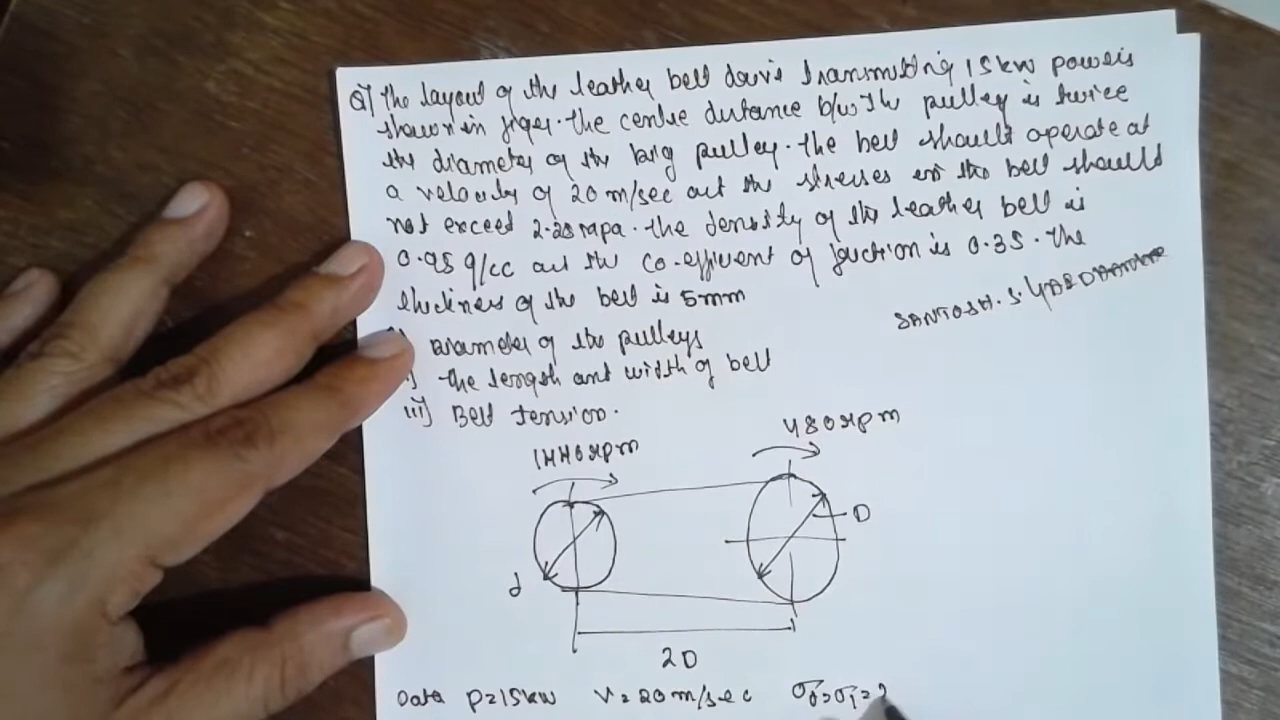 Q) The layout of the leather belt drive transmitting 15kw power is
shown in figer. The centre distance b/w The pulley is twice
the diameter of the big pulley. The belt should operate at
a velocity of 20 m/sec and the stresses in the belt should
not exceed 2.25 mpa. The density of the leather belt is
0.95 g/cc and the co-efficient of friction is 0.35. The
thickness of the belt is 5mm
SANTOSH.S
Diameter of the pulleys
i) The length and width of belt
iii) Belt tension.
1440 rpm
480 rpm
D
d
2D
Data P=15kw V=20m/sec σ0=σ1=2